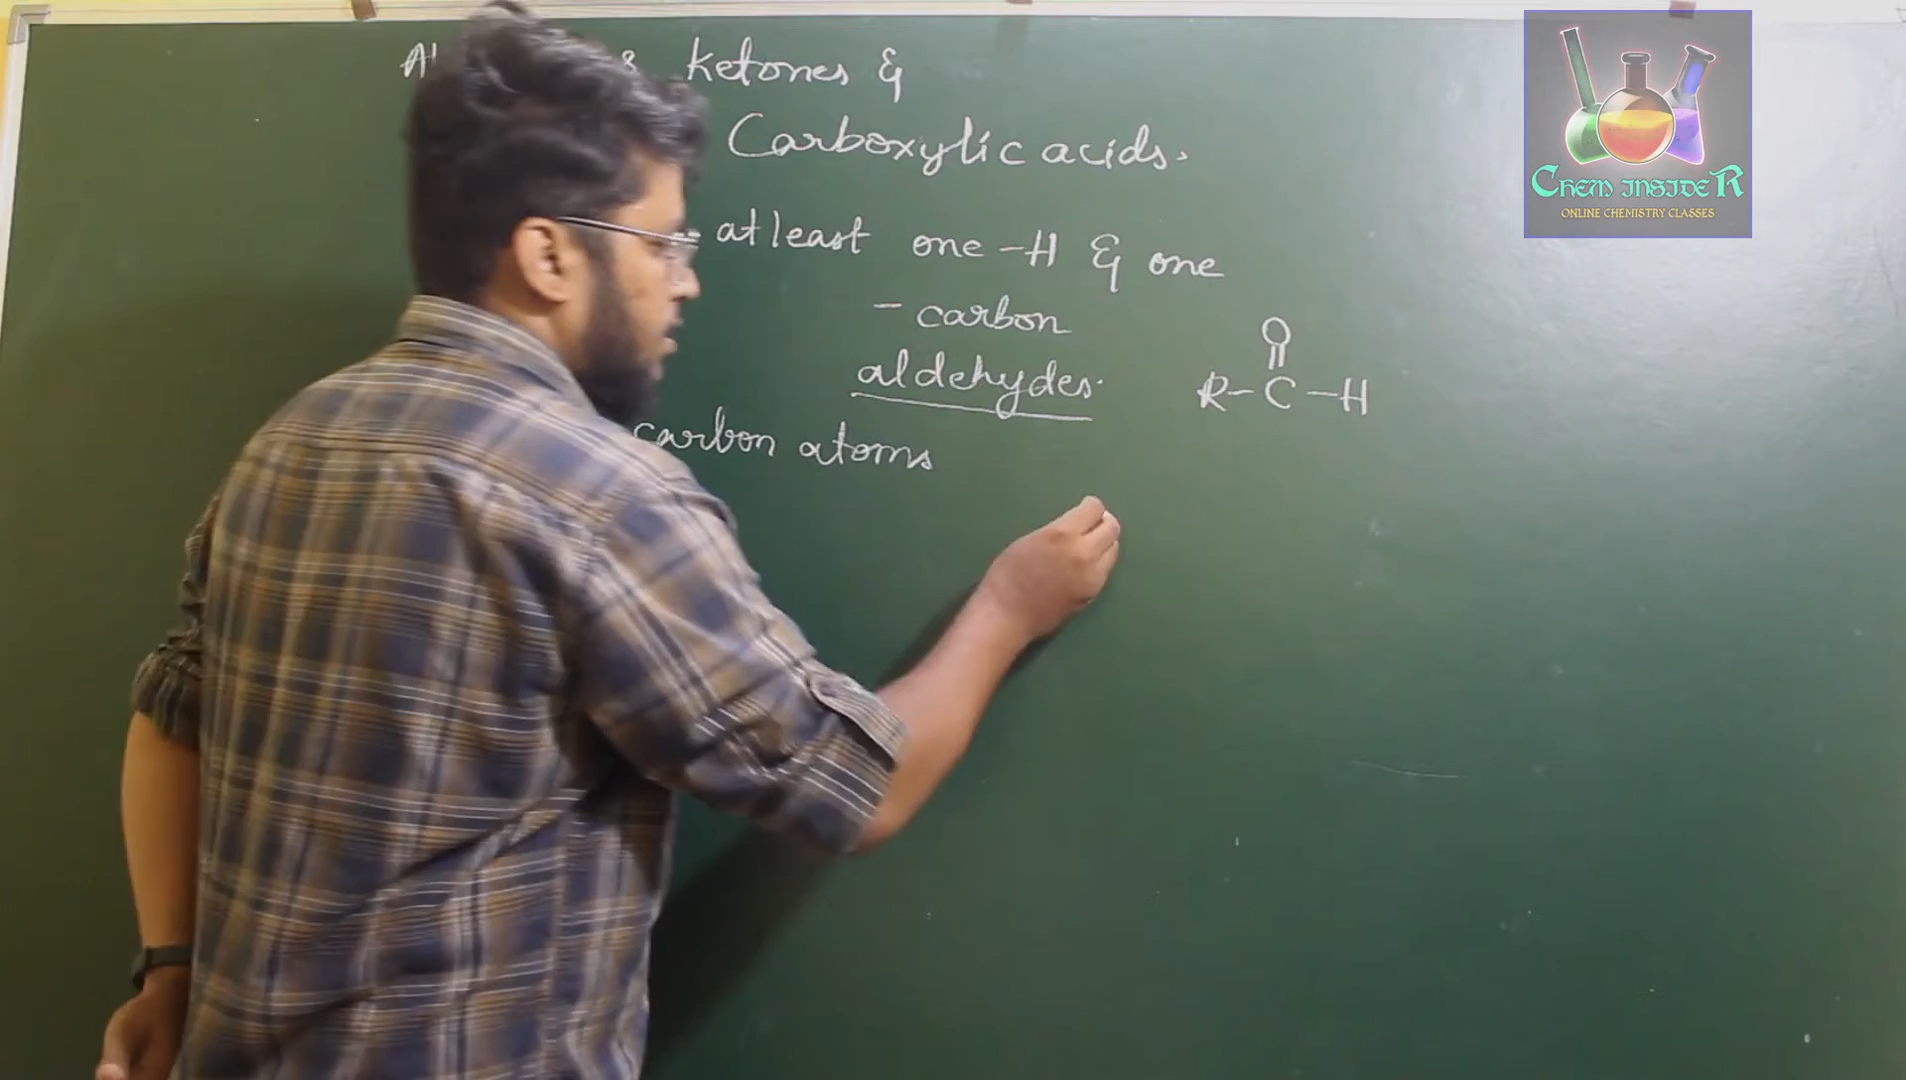 ketones &
Carboxylic acids.
atleast one -H & one
- carbon
aldehydes.
carbon atoms
O
R-C-H
CHEM INSIDER
ONLINE CHEMISTRY CLASSES